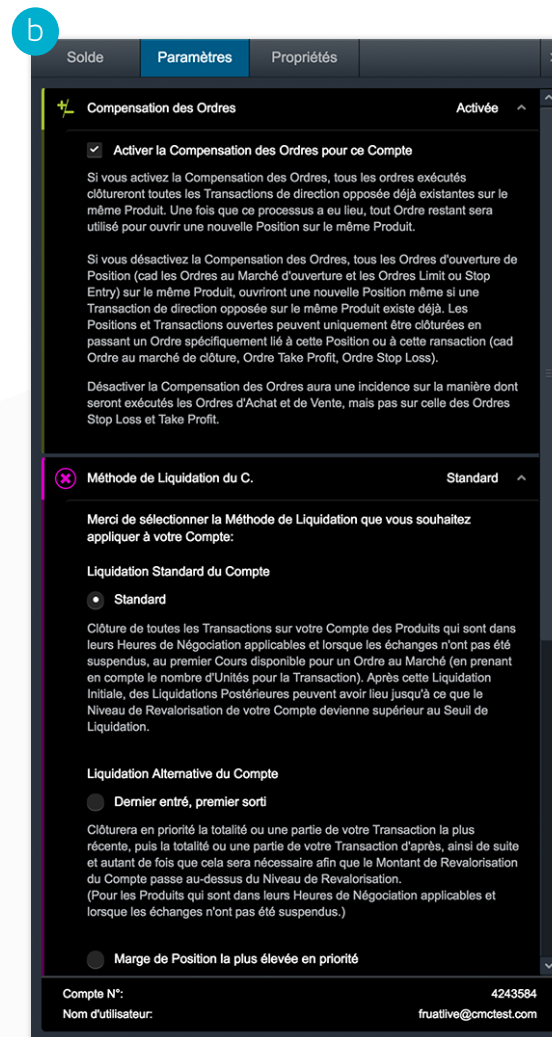 b
Solde Paramètres Propriétés
Compensation des Ordres Activée
Activer la Compensation des Ordres pour ce Compte
Si vous activez la Compensation des Ordres, tous les ordres exécutés
clôtureront toutes les Transactions de direction opposée déjà existantes sur le
même Produit. Une fois que ce processus a eu lieu, tout Ordre restant sera
utilisé pour ouvrir une nouvelle Position sur le même Produit.
Si vous désactivez la Compensation des Ordres, tous les Ordres d'ouverture de
Position (cad les Ordres au Marché d'ouverture et les Ordres Limit ou Stop
Entry) sur le même Produit, ouvriront une nouvelle Position même si une
Transaction de direction opposée sur le même Produit existe déjà. Les
Positions et Transactions ouvertes peuvent uniquement être clôturées en
passant un Ordre spécifiquement lié à cette Position ou à cette ransaction (cad
Ordre au marché de clôture, Ordre Take Profit, Ordre Stop Loss).
Désactiver la Compensation des Ordres aura une incidence sur la manière dont
seront exécutés les Ordres d'Achat et de Vente, mais pas sur celle des Ordres
Stop Loss et Take Profit.
Méthode de Liquidation du C. Standard
Merci de sélectionner la Méthode de Liquidation que vous souhaitez
appliquer à votre Compte:
Liquidation Standard du Compte
Standard
Clôture de toutes les Transactions sur votre Compte des Produits qui sont dans
leurs Heures de Négociation applicables et lorsque les échanges n'ont pas été
suspendus, au premier Cours disponible pour un Ordre au Marché (en prenant
en compte le nombre d'Unités pour la Transaction). Après cette Liquidation
Initiale, des Liquidations Postérieures peuvent avoir lieu jusqu'à ce que le
Niveau de Revalorisation de votre Compte devienne supérieur au Seuil de
Liquidation.
Liquidation Alternative du Compte
Dernier entré, premier sorti
Clôturera en priorité la totalité ou une partie de votre Transaction la plus
récente, puis la totalité ou une partie de votre Transaction d'après, ainsi de suite
et autant de fois que cela sera nécessaire afin que le Montant de Revalorisation
du Compte passe au-dessus du Niveau de Revalorisation.
(Pour les Produits qui sont dans leurs Heures de Négociation applicables et
lorsque les échanges n'ont pas été suspendus.)
Marge de Position la plus élevée en priorité
Compte N°: 4243584
Nom d'utilisateur: fruatlive@cmctest.com